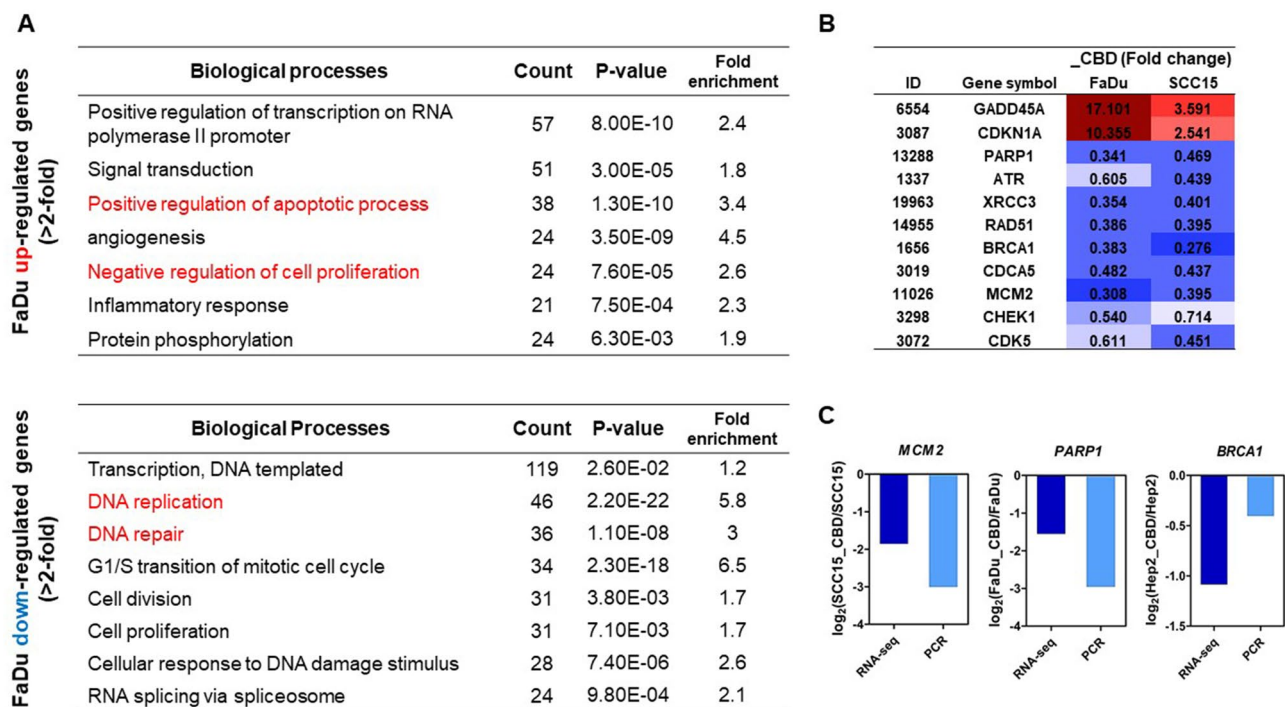 A
FaDu up-regulated genes
(>2-fold)
Biological processes Count P-value Fold enrichment
Positive regulation of transcription on RNA
polymerase II promoter 57 8.00E-10 2.4
Signal transduction 51 3.00E-05 1.8
Positive regulation of apoptotic process 38 1.30E-10 3.4
angiogenesis 24 3.50E-09 4.5
Negative regulation of cell proliferation 24 7.60E-05 2.6
Inflammatory response 21 7.50E-04 2.3
Protein phosphorylation 24 6.30E-03 1.9
FaDu down-regulated genes
(>2-fold)
Biological Processes Count P-value Fold enrichment
Transcription, DNA templated 119 2.60E-02 1.2
DNA replication 46 2.20E-22 5.8
DNA repair 36 1.10E-08 3
G1/S transition of mitotic cell cycle 34 2.30E-18 6.5
Cell division 31 3.80E-03 1.7
Cell proliferation 31 7.10E-03 1.7
Cellular response to DNA damage stimulus 28 7.40E-06 2.6
RNA splicing via spliceosome 24 9.80E-04 2.1
B
_CBD (Fold change)
ID Gene symbol FaDu SCC15
6554 GADD45A 17.101 3.591
3087 CDKN1A 10.355 2.541
13288 PARP1 0.341 0.469
1337 ATR 0.605 0.439
19963 XRCC3 0.354 0.401
14955 RAD51 0.386 0.395
1656 BRCA1 0.383 0.276
3019 CDCA5 0.482 0.437
11026 MCM2 0.308 0.395
3298 CHEK1 0.540 0.714
3072 CDK5 0.611 0.451
C
MCM2
log₂(SCC15_CBD/SCC15)
0
-1
-2
-3
-4
RNA-seq PCR
PARP1
log₂(FaDu_CBD/FaDu)
0
-1
-2
-3
-4
RNA-seq PCR
BRCA1
log₂(Hep2_CBD/Hep2)
0.0
-0.5
-1.0
-1.5
RNA-seq PCR